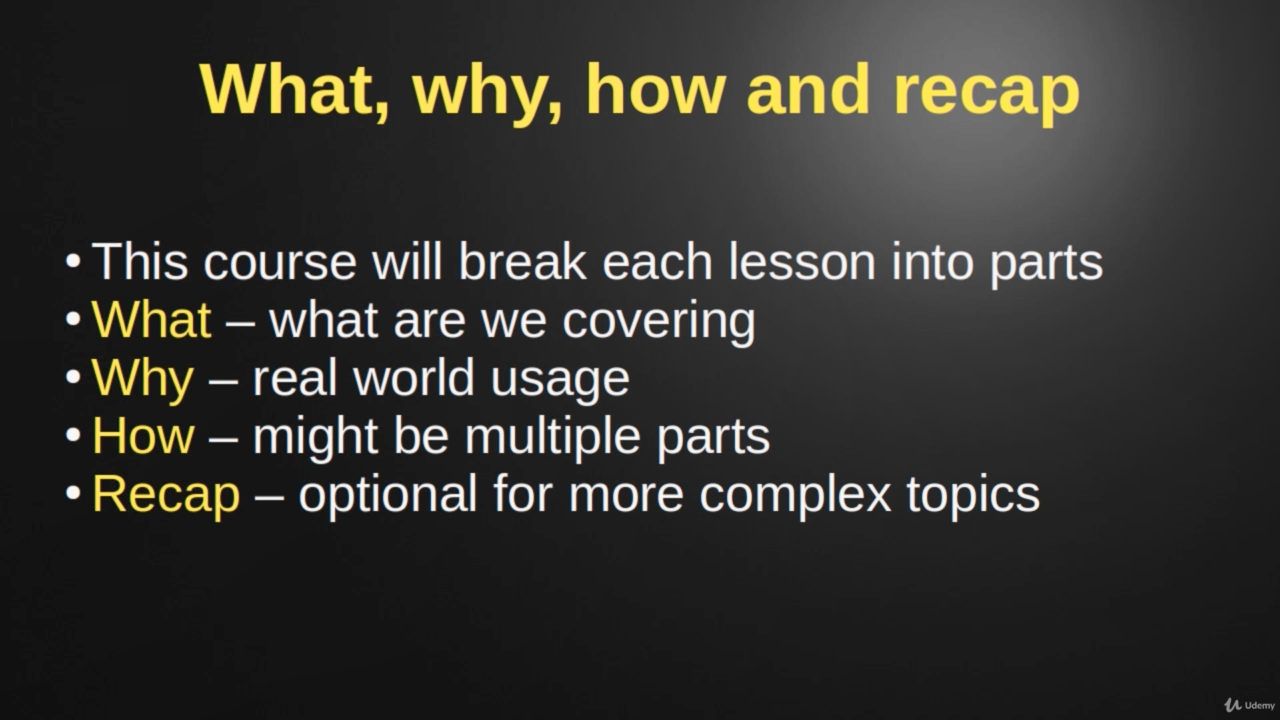 What, why, how and recap
• This course will break each lesson into parts
• What – what are we covering
• Why – real world usage
• How – might be multiple parts
• Recap – optional for more complex topics
Udemy